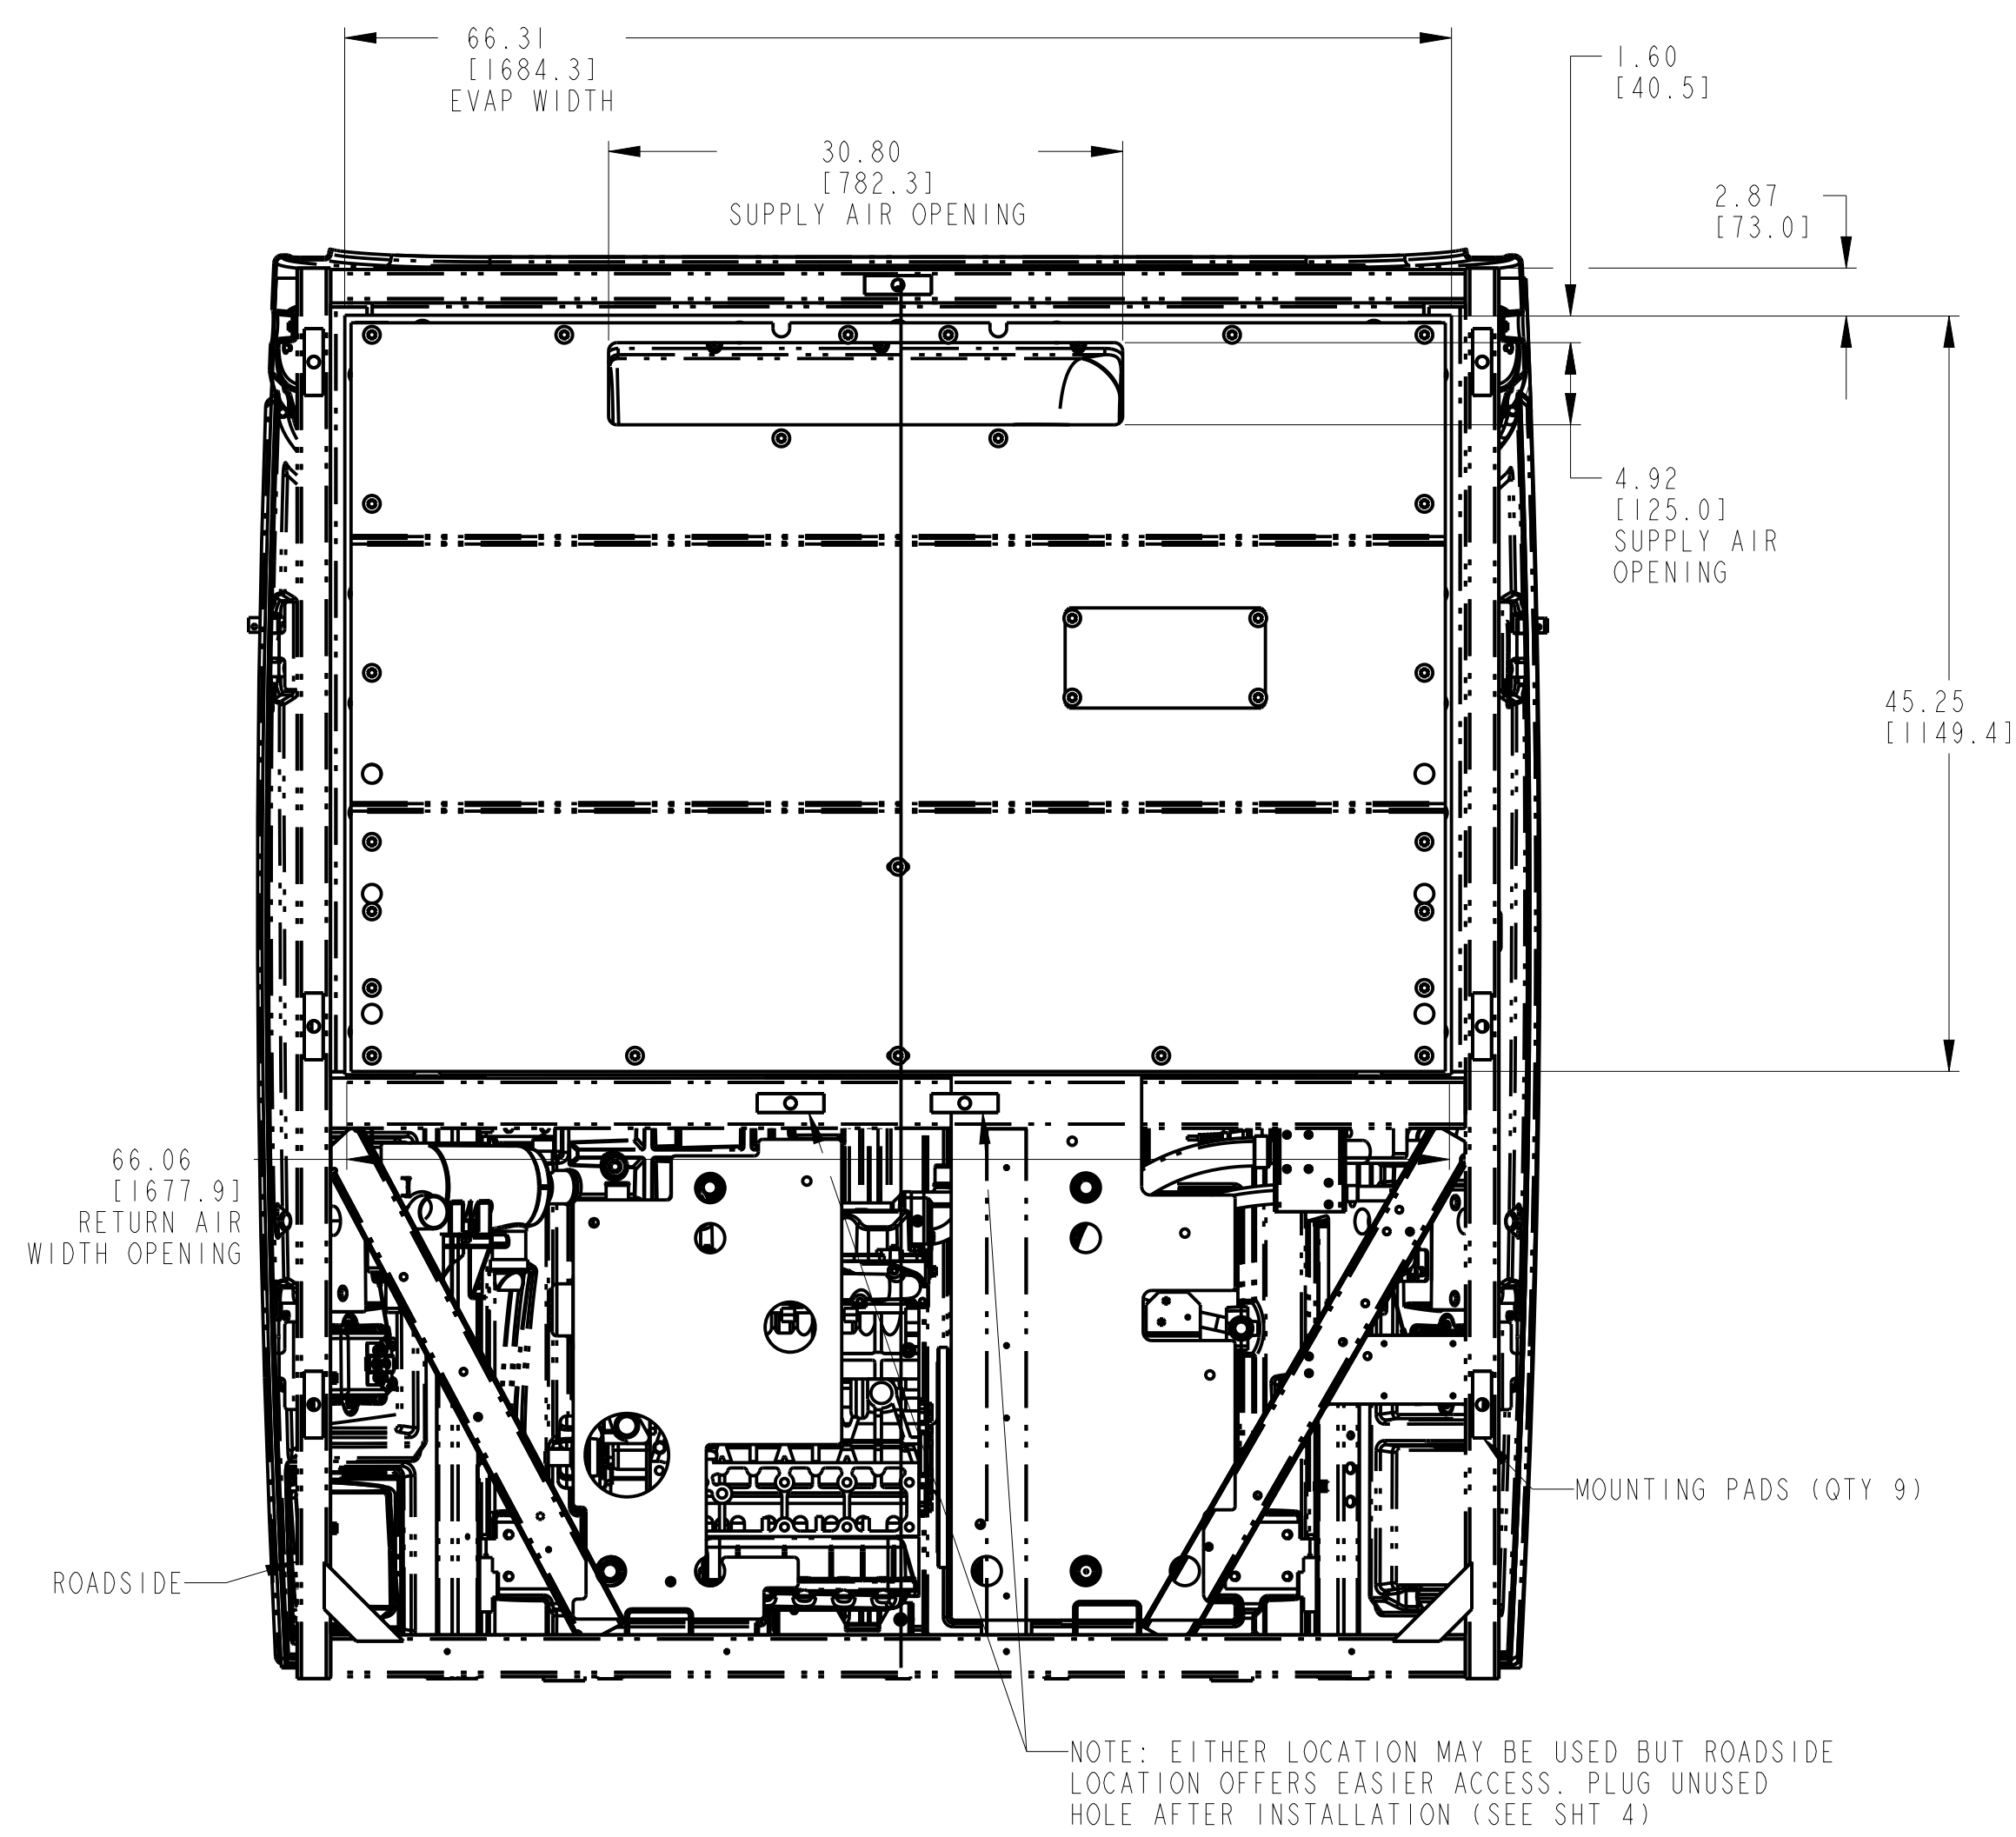 66.31
[1684.3]
EVAP WIDTH
30.80
[782.3]
SUPPLY AIR OPENING
1.60
[40.5]
2.87
[73.0]
4.92
[125.0]
SUPPLY AIR
OPENING
45.25
[1149.4]
66.06
[1677.9]
RETURN AIR
WIDTH OPENING
MOUNTING PADS (QTY 9)
ROADSIDE
NOTE: EITHER LOCATION MAY BE USED BUT ROADSIDE
LOCATION OFFERS EASIER ACCESS. PLUG UNUSED
HOLE AFTER INSTALLATION (SEE SHT 4)